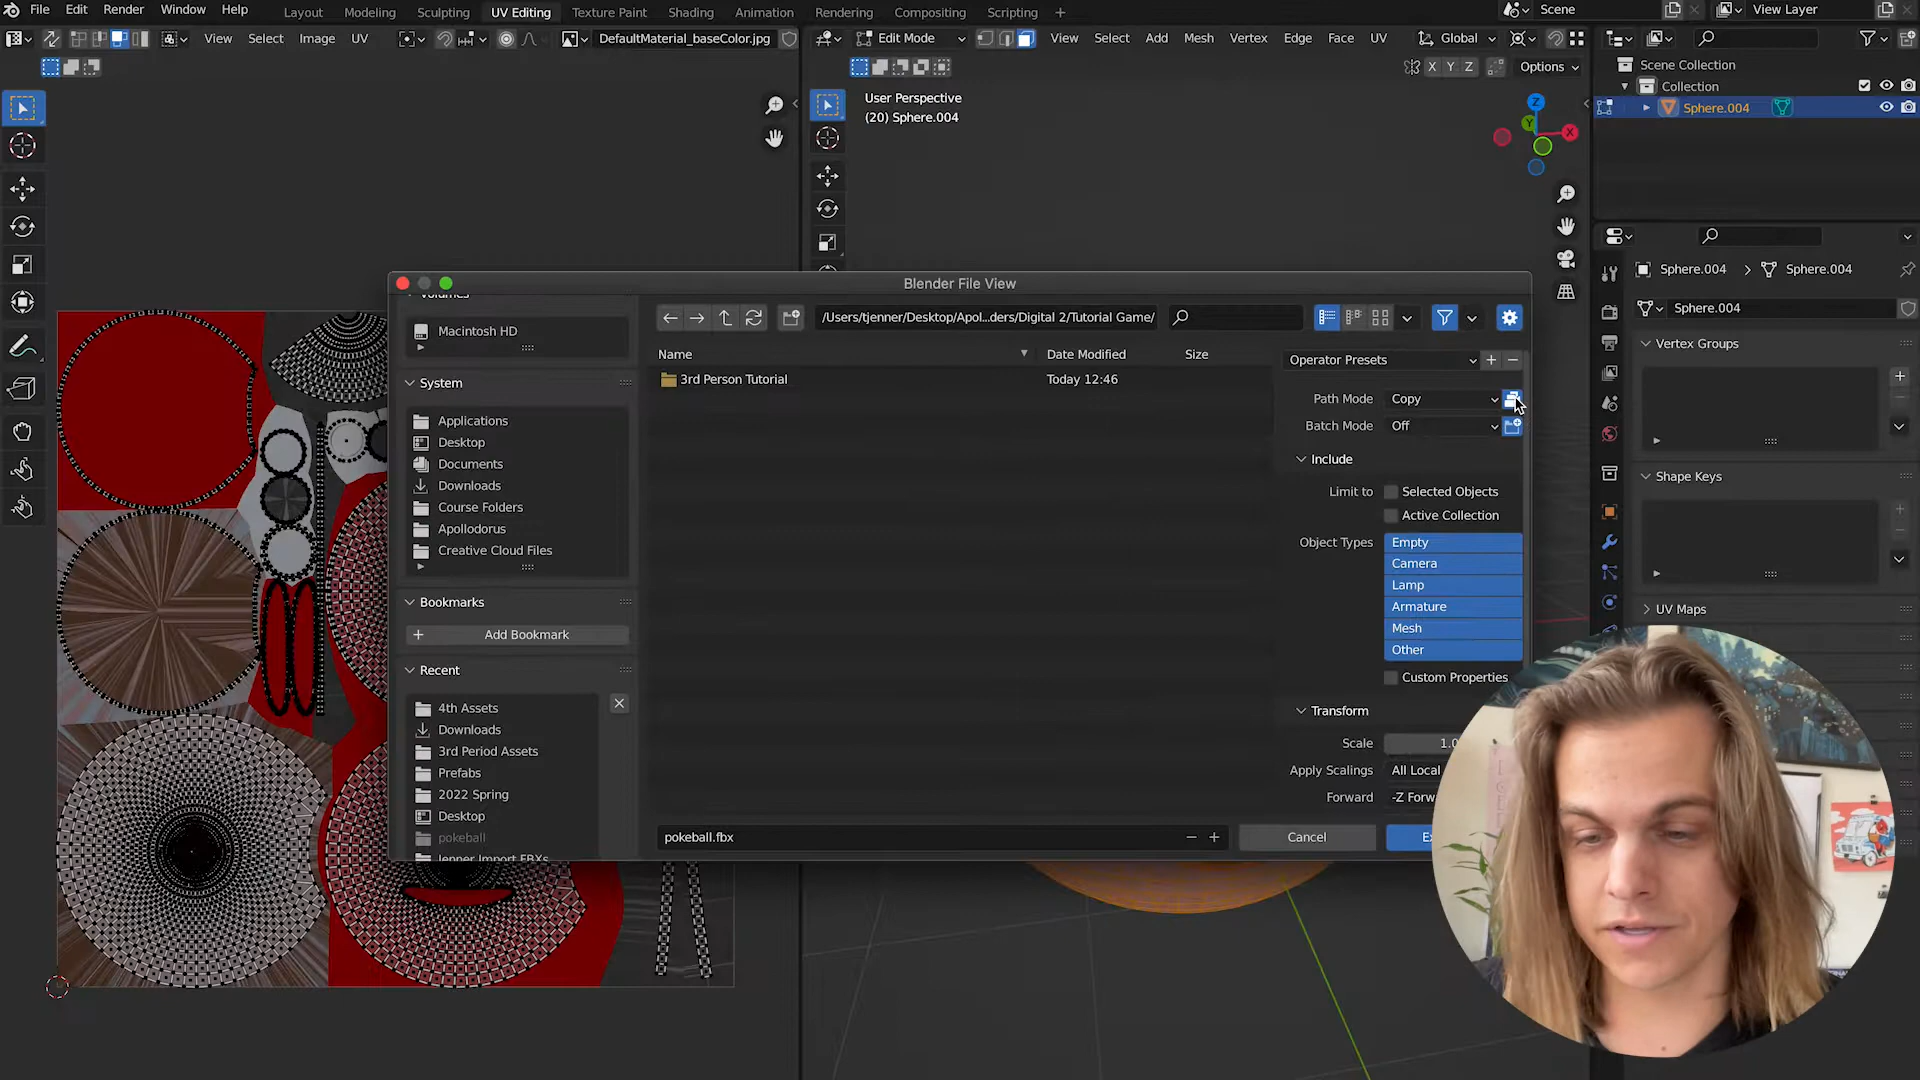 File Edit Render Window Help Layout Modeling Sculpting UV Editing Texture Paint Shading Animation Rendering Compositing Scripting + Scene View Layer
View Select Image UV DefaultMaterial_baseColor.jpg Edit Mode View Select Add Mesh Vertex Edge Face UV Global
X Y Z Options
Scene Collection
Collection
Sphere.004
User Perspective
(20) Sphere.004
Z
Y
X
Sphere.004 > Sphere.004
Sphere.004
Vertex Groups
Shape Keys
UV Maps
Blender File View
Volumes
Macintosh HD
System
Applications
Desktop
Documents
Downloads
Course Folders
Apollodorus
Creative Cloud Files
Bookmarks
+ Add Bookmark
Recent
4th Assets
Downloads
3rd Period Assets
Prefabs
2022 Spring
Desktop
pokeball
Jenner Import FBXs
/Users/tjenner/Desktop/Apol...ders/Digital 2/Tutorial Game/
Name Date Modified Size
3rd Person Tutorial Today 12:46
Operator Presets
Path Mode Copy
Batch Mode Off
Include
Limit to Selected Objects
Active Collection
Object Types Empty
Camera
Lamp
Armature
Mesh
Other
Custom Properties
Transform
Scale 1.0
Apply Scalings All Local
Forward -Z Forw
pokeball.fbx Cancel Ex